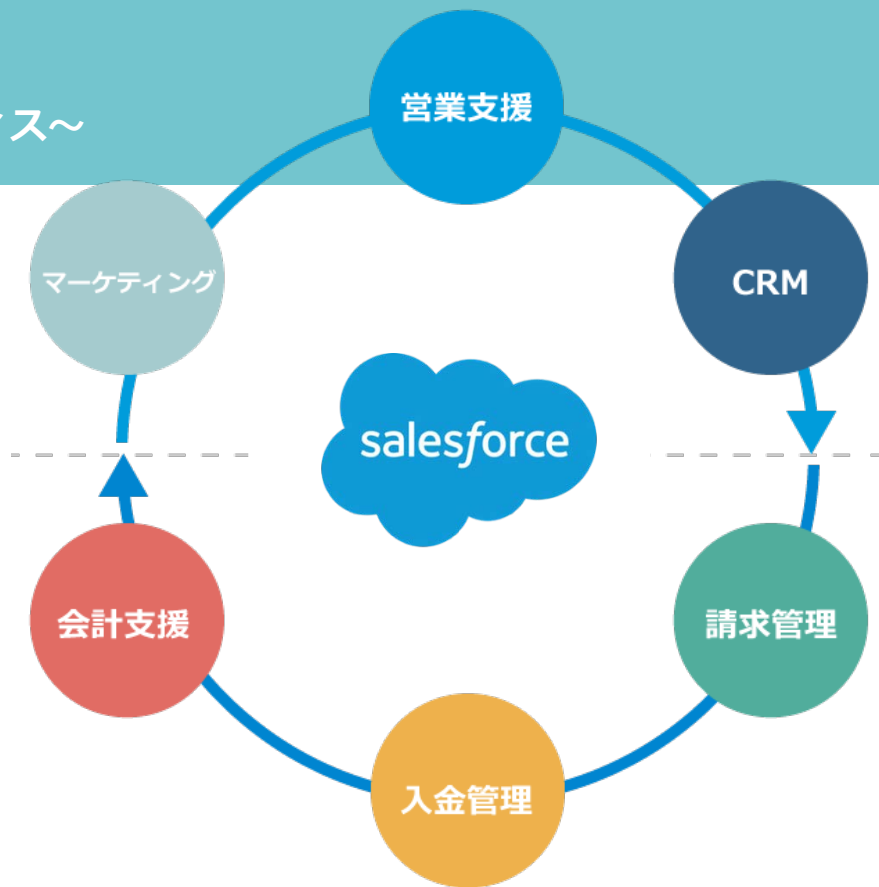 営業支援
ィス～
マーケティング
CRM
salesforce
会計支援
請求管理
入金管理